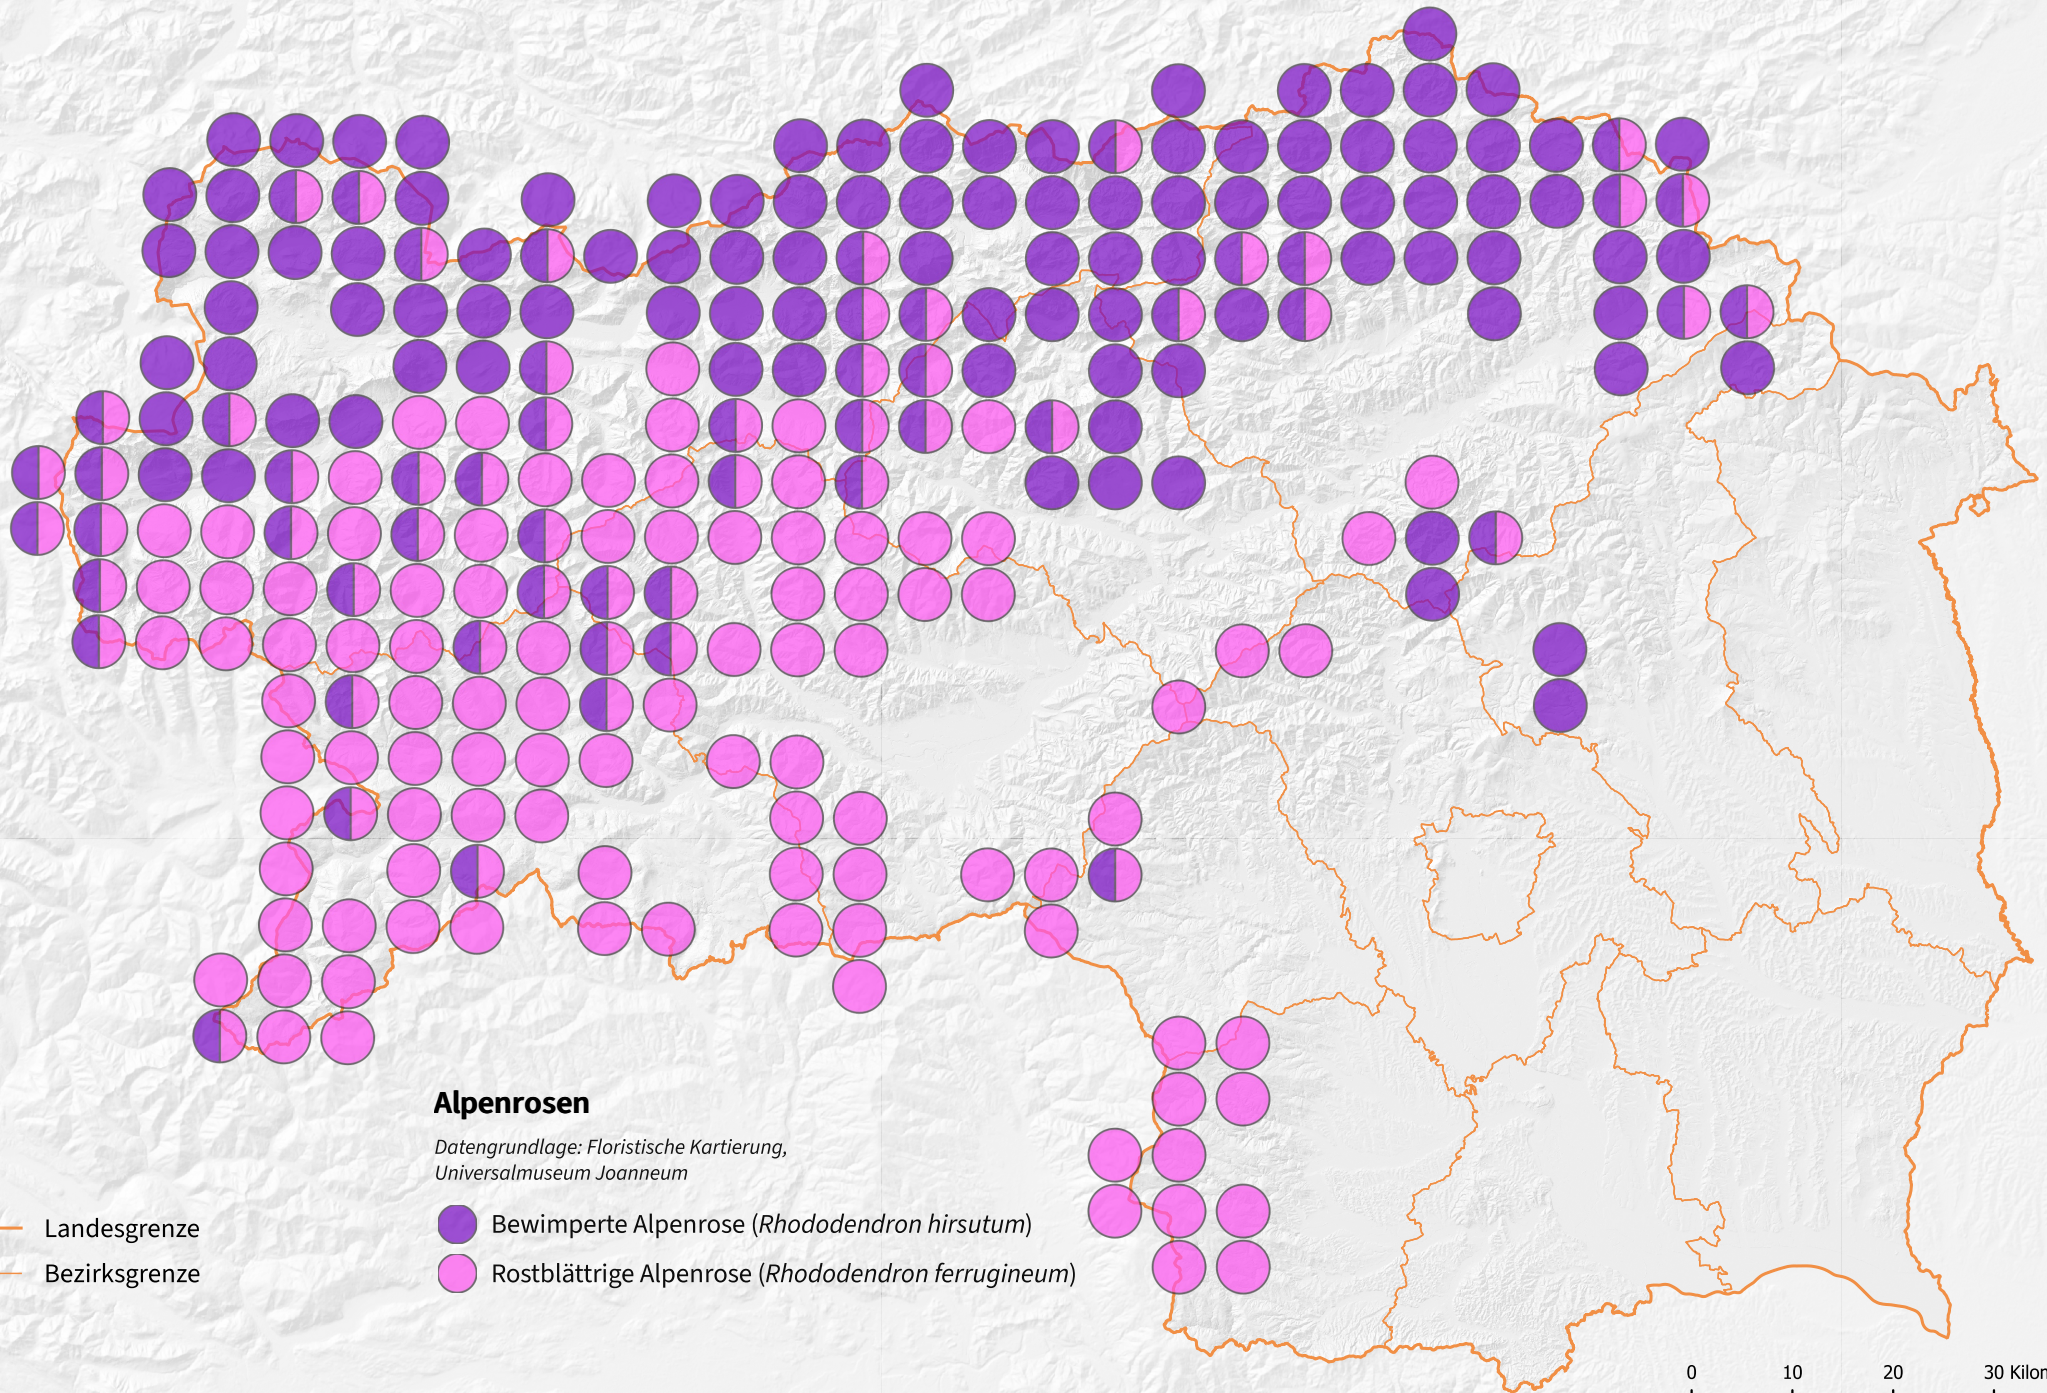 Alpenrosen
Datengrundlage: Floristische Kartierung,
Universalmuseum Joanneum
Bewimperte Alpenrose (Rhododendron hirsutum)
Rostblättrige Alpenrose (Rhododendron ferrugineum)
Landesgrenze
Bezirksgrenze
0 10 20 30 Kilon